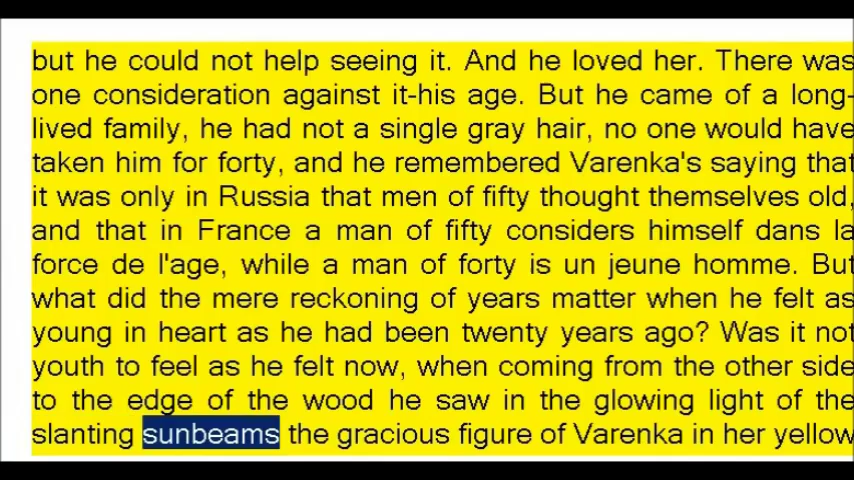 but he could not help seeing it. And he loved her. There was
one consideration against it-his age. But he came of a long-
lived family, he had not a single gray hair, no one would have
taken him for forty, and he remembered Varenka's saying that
it was only in Russia that men of fifty thought themselves old,
and that in France a man of fifty considers himself dans la
force de l'age, while a man of forty is un jeune homme. But
what did the mere reckoning of years matter when he felt as
young in heart as he had been twenty years ago? Was it not
youth to feel as he felt now, when coming from the other side
to the edge of the wood he saw in the glowing light of the
slanting sunbeams the gracious figure of Varenka in her yellow